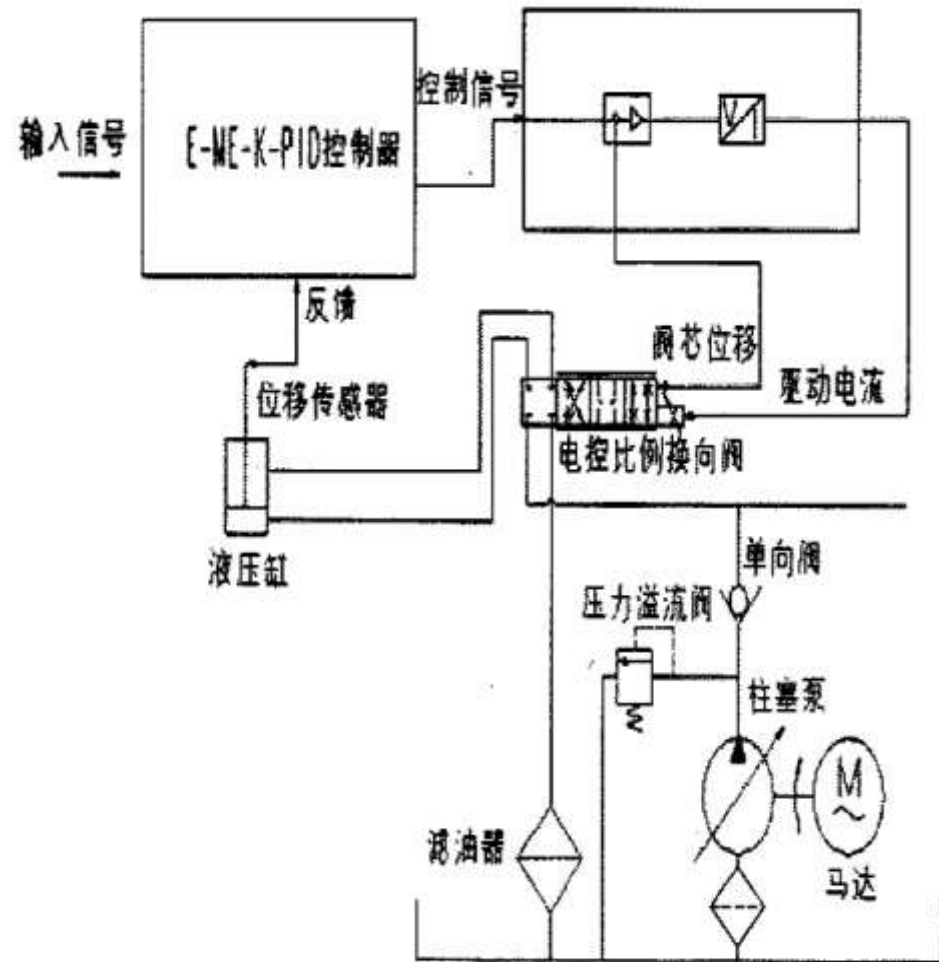 控制信号
输入信号
E-ME-K-PID控制器
V
I
反馈
阀芯位移
位移传感器
驱动电流
电控比例换向阀
液压缸
单向阀
压力溢流阀
柱塞泵
M
滤油器
马达